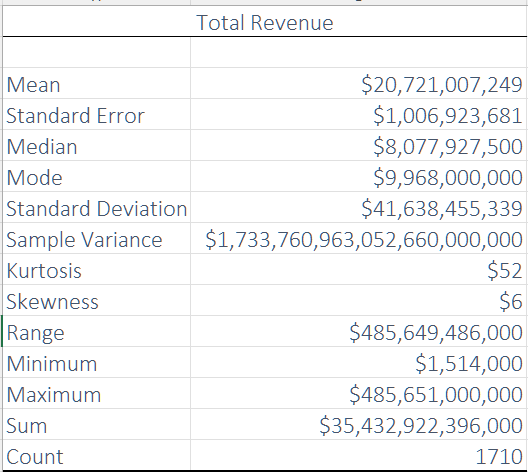 Total Revenue
Mean $20,721,007,249
Standard Error $1,006,923,681
Median $8,077,927,500
Mode $9,968,000,000
Standard Deviation $41,638,455,339
Sample Variance $1,733,760,963,052,660,000,000
Kurtosis $52
Skewness $6
Range $485,649,486,000
Minimum $1,514,000
Maximum $485,651,000,000
Sum $35,432,922,396,000
Count 1710